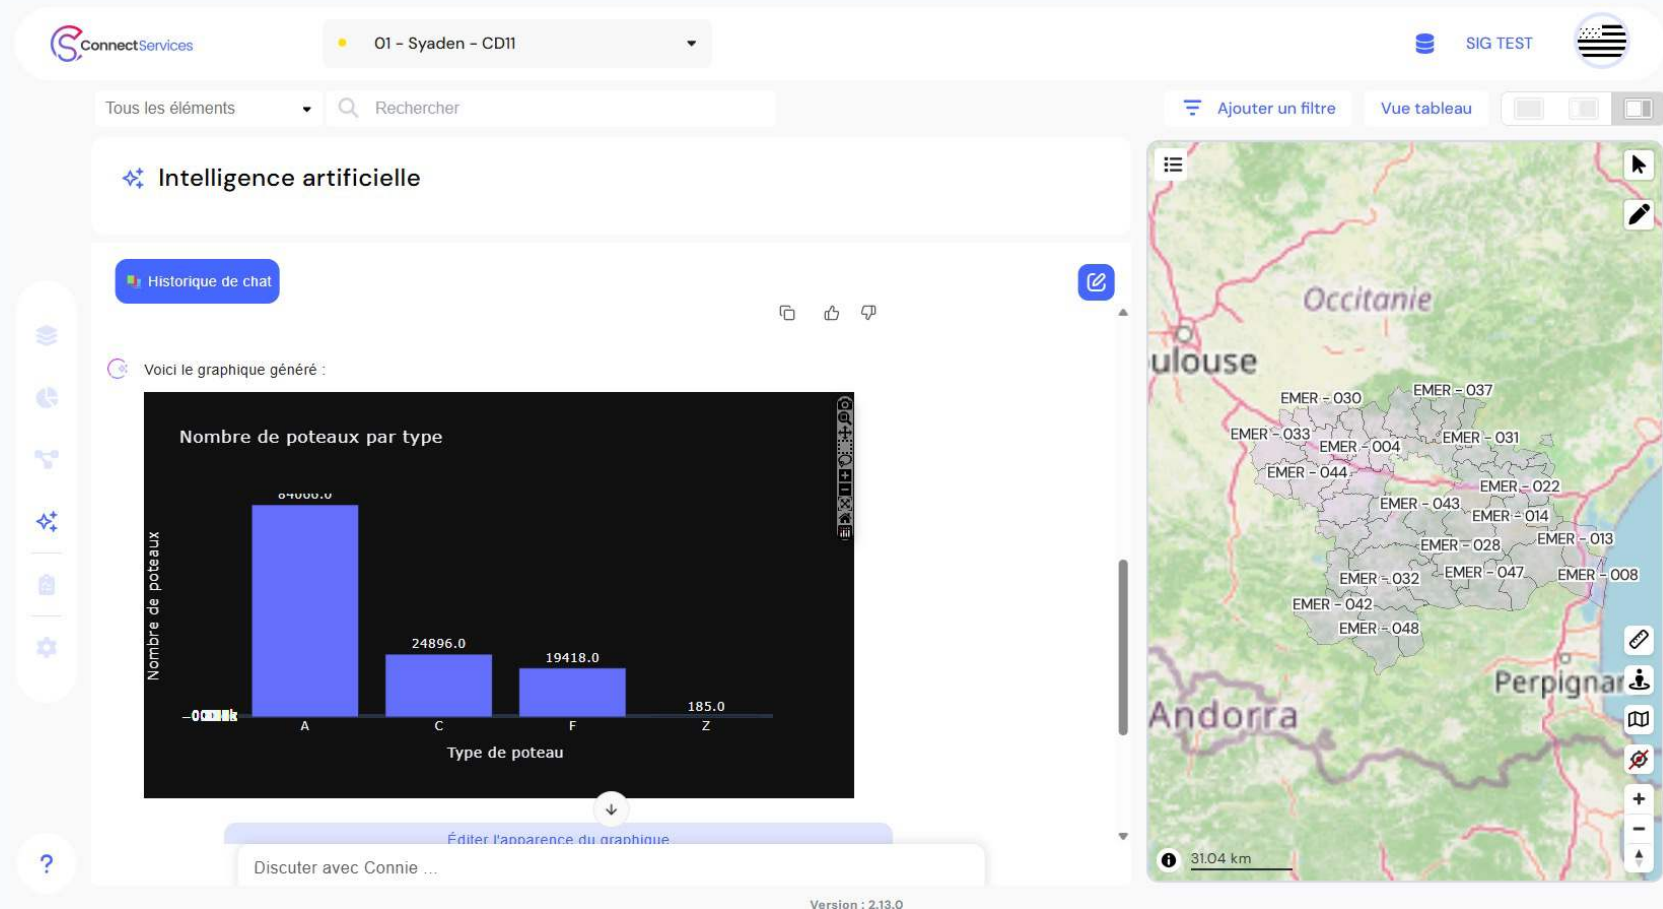 ConnectServices
01 - Syaden - CD11
SIG TEST
Tous les éléments
Rechercher
Ajouter un filtre
Vue tableau
Intelligence artificielle
Historique de chat
Voici le graphique généré :
Nombre de poteaux par type
Nombre de poteaux
24896.0
19418.0
185.0
A
C
F
Z
Type de poteau
Éditer l'apparence du graphique
Discuter avec Connie ...
?
Version : 2.13.0
Occitanie
oulouse
EMER - 030
EMER - 037
EMER - 033
EMER - 004
EMER - 031
EMER - 044
EMER - 022
EMER - 043
EMER - 014
EMER - 013
EMER - 028
EMER - 032
EMER - 047
EMER - 008
EMER - 042
EMER - 048
Perpignar
Andorra
31.04 km